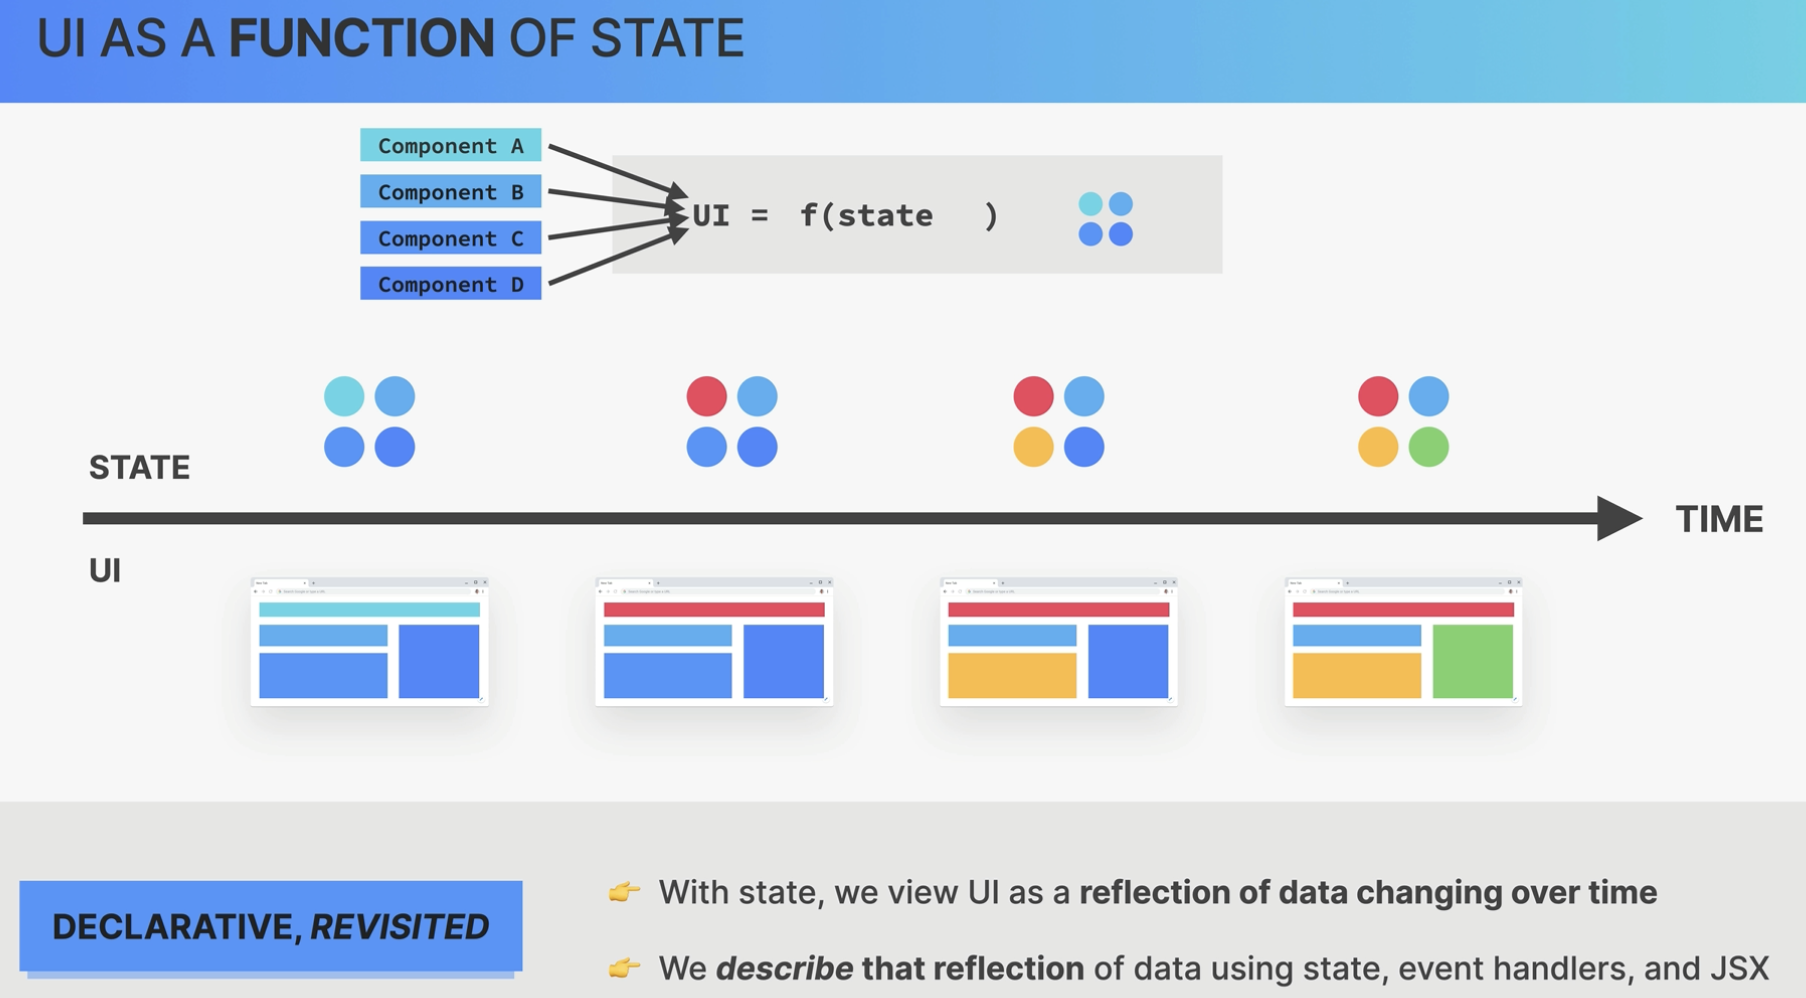 UI AS A FUNCTION OF STATE
Component A
Component B
Component C
Component D
UI = f(state )
STATE
TIME
UI
DECLARATIVE, REVISITED
👉 With state, we view UI as a reflection of data changing over time
👉 We describe that reflection of data using state, event handlers, and JSX